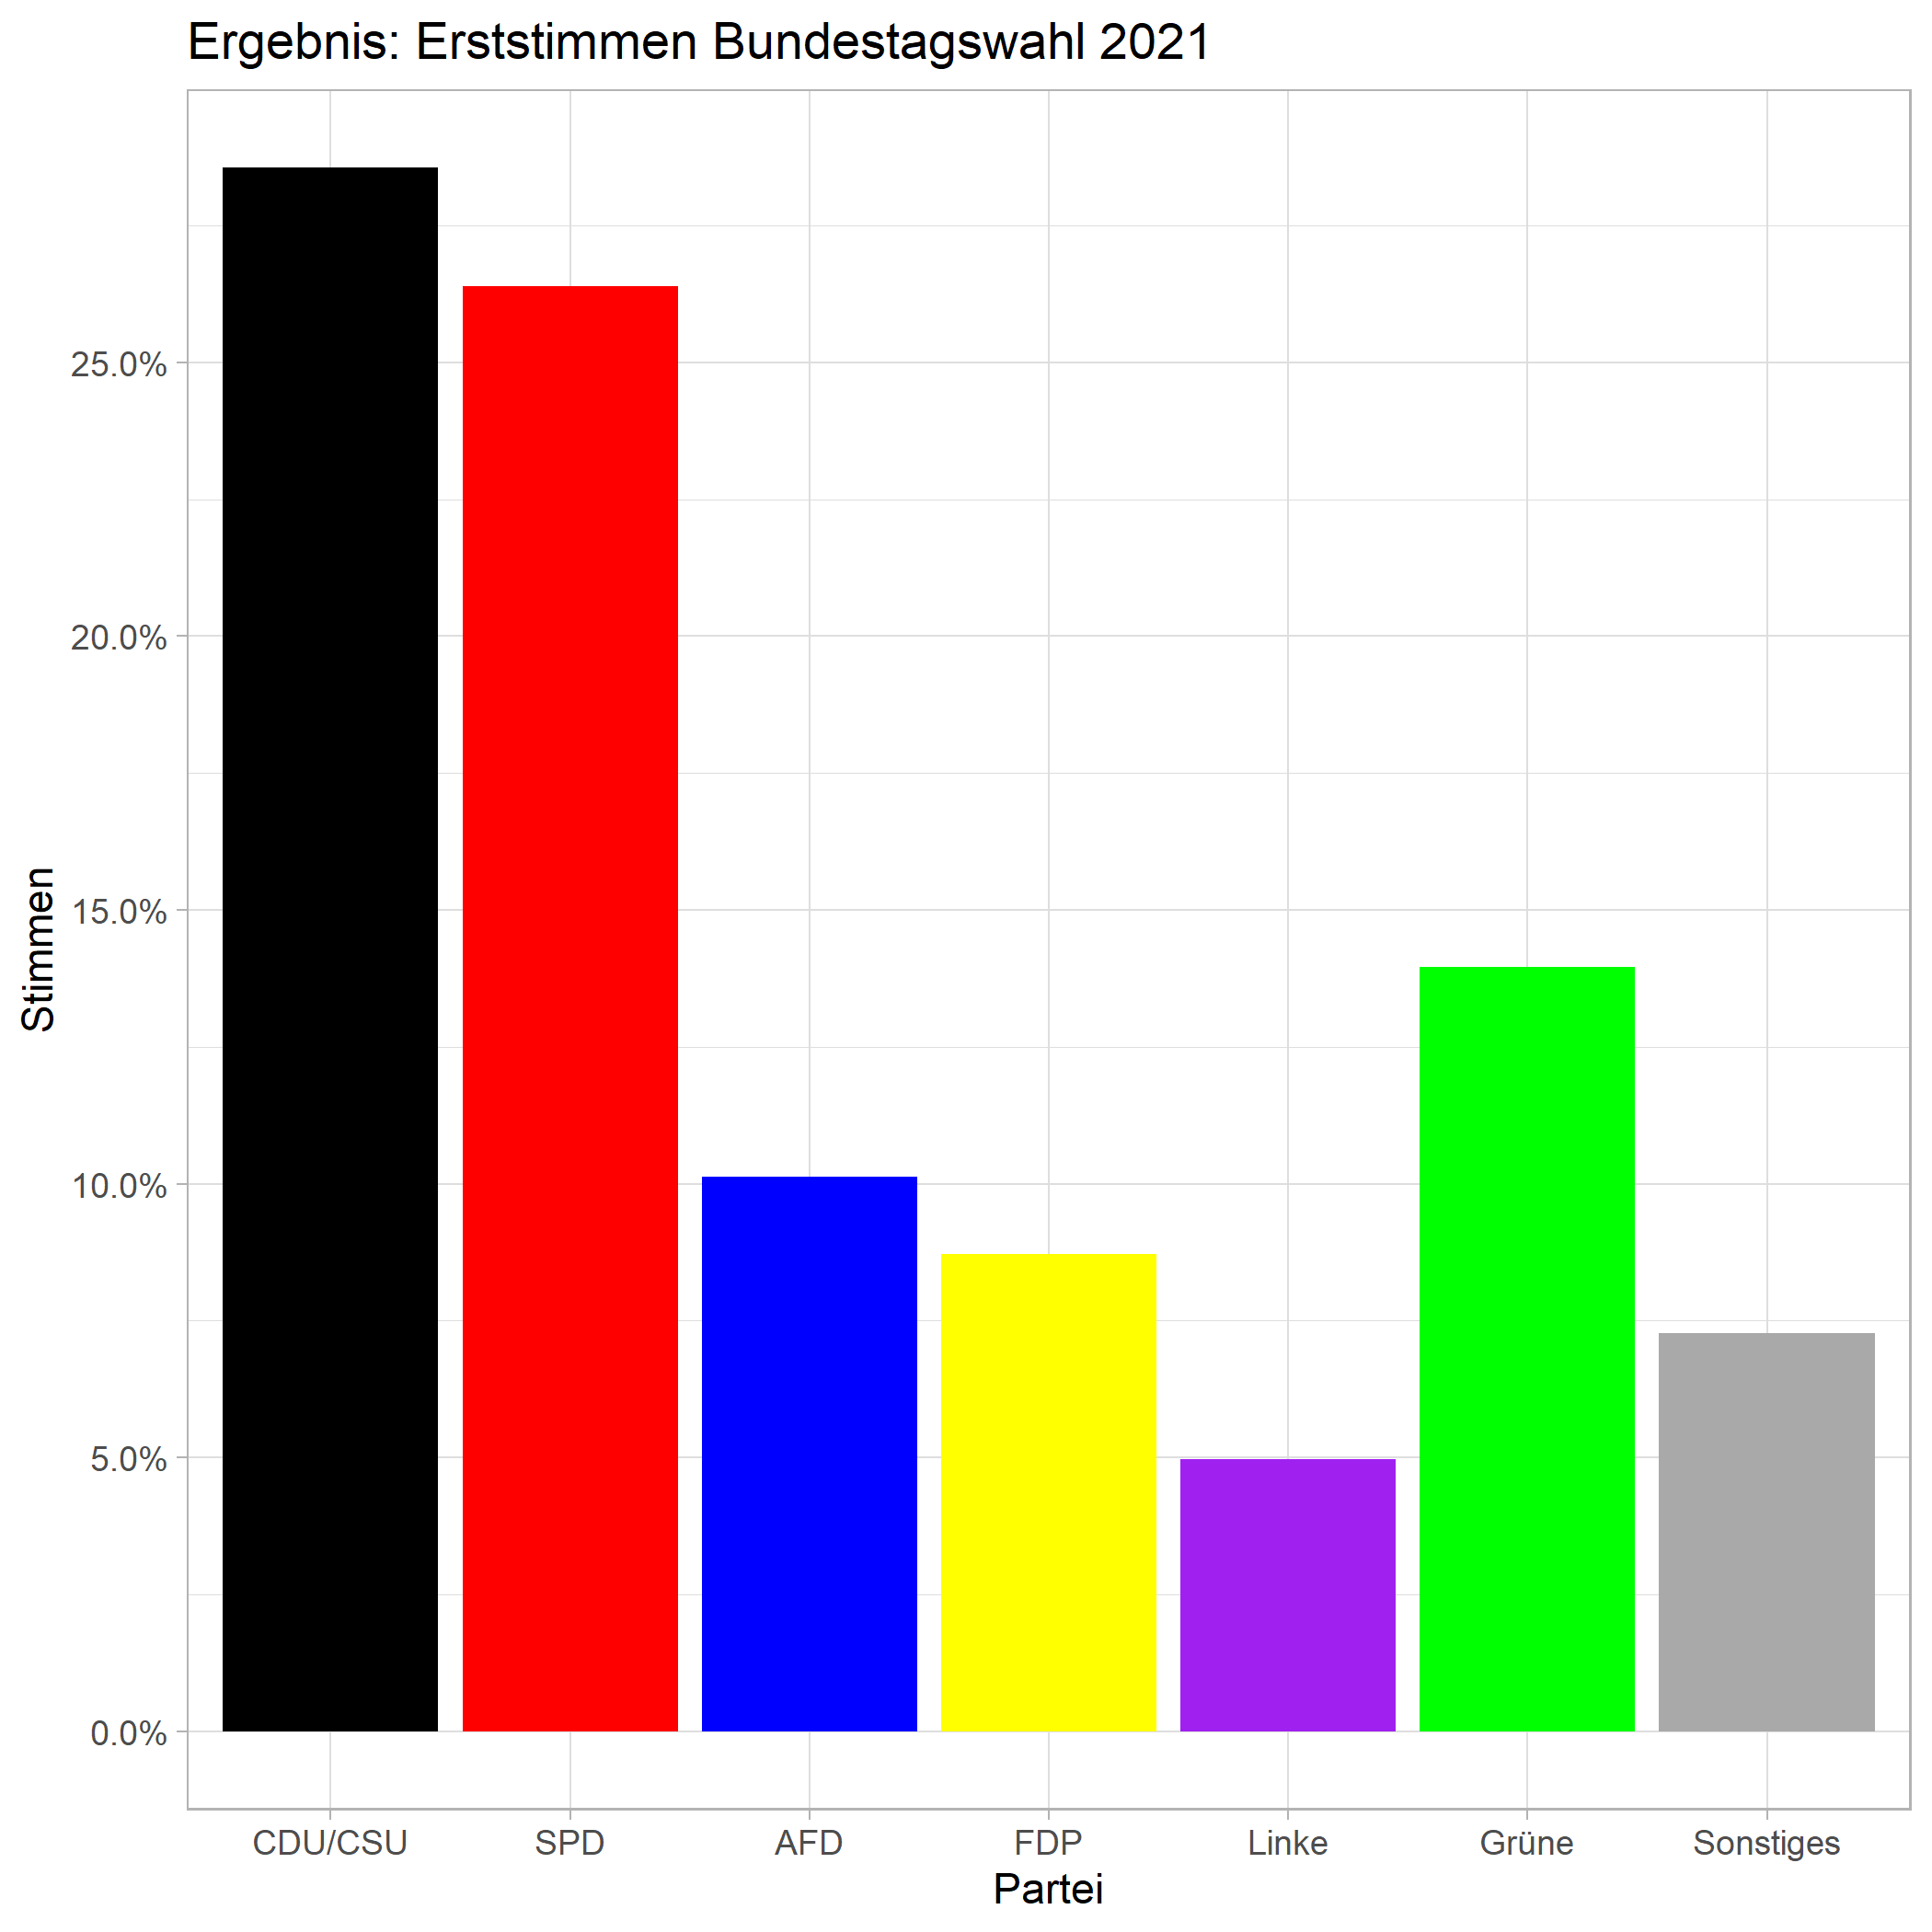 Ergebnis: Erststimmen Bundestagswahl 2021
Stimmen
25.0%
20.0%
15.0%
10.0%
5.0%
0.0%
CDU/CSU SPD AFD FDP Linke Grüne Sonstiges
Partei